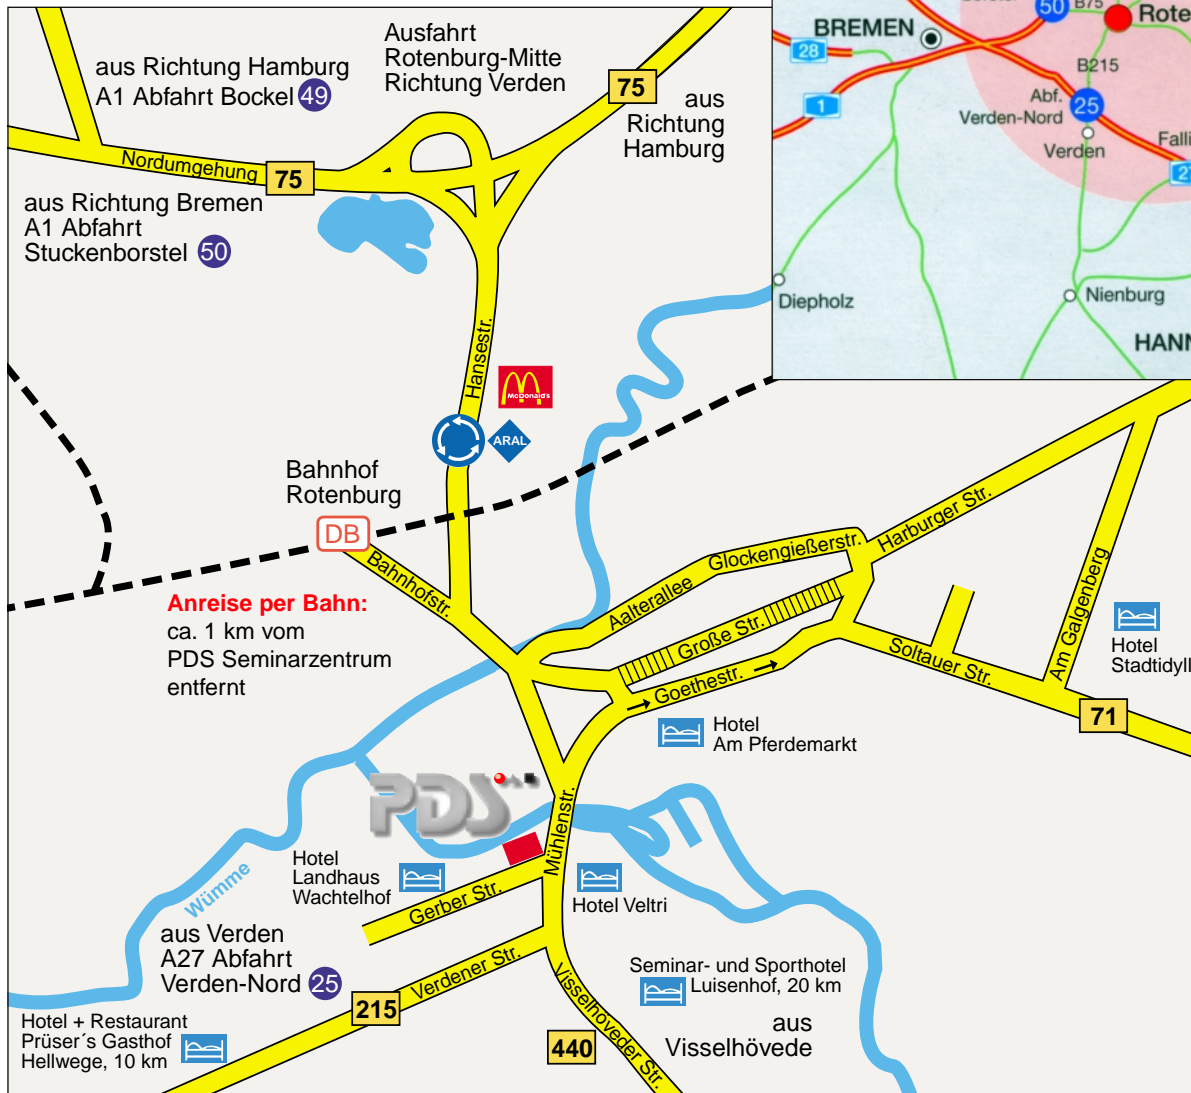 aus Richtung Hamburg
A1 Abfahrt Bockel 49
Ausfahrt
Rotenburg-Mitte
Richtung Verden
75
aus
Richtung
Hamburg
Nordumgehung
75
aus Richtung Bremen
A1 Abfahrt
Stuckenborstel 50
50
B75
BREMEN
28
1
B215
Abf.
Verden-Nord
25
Verden
Diepholz
Nienburg
Hansestr.
McDonald's
ARAL
Bahnhof
Rotenburg
DB
Bahnhofstr.
Anreise per Bahn:
ca. 1 km vom
PDS Seminarzentrum
entfernt
Harburger Str.
Glockengießerstr.
Aalterallee
Große Str.
Goethestr.
Soltauer Str.
Am Galgenberg
Hotel
Stadtidyll
71
Hotel
Am Pferdemarkt
PDS
Mühlenstr.
Hotel
Landhaus
Wachtelhof
Gerber Str.
Hotel Veltri
Wümme
aus Verden
A27 Abfahrt
Verden-Nord 25
Verdener Str.
215
Hotel + Restaurant
Prüser´s Gasthof
Hellwege, 10 km
Visselhöveder Str.
440
Seminar- und Sporthotel
Luisenhof, 20 km
aus
Visselhövede